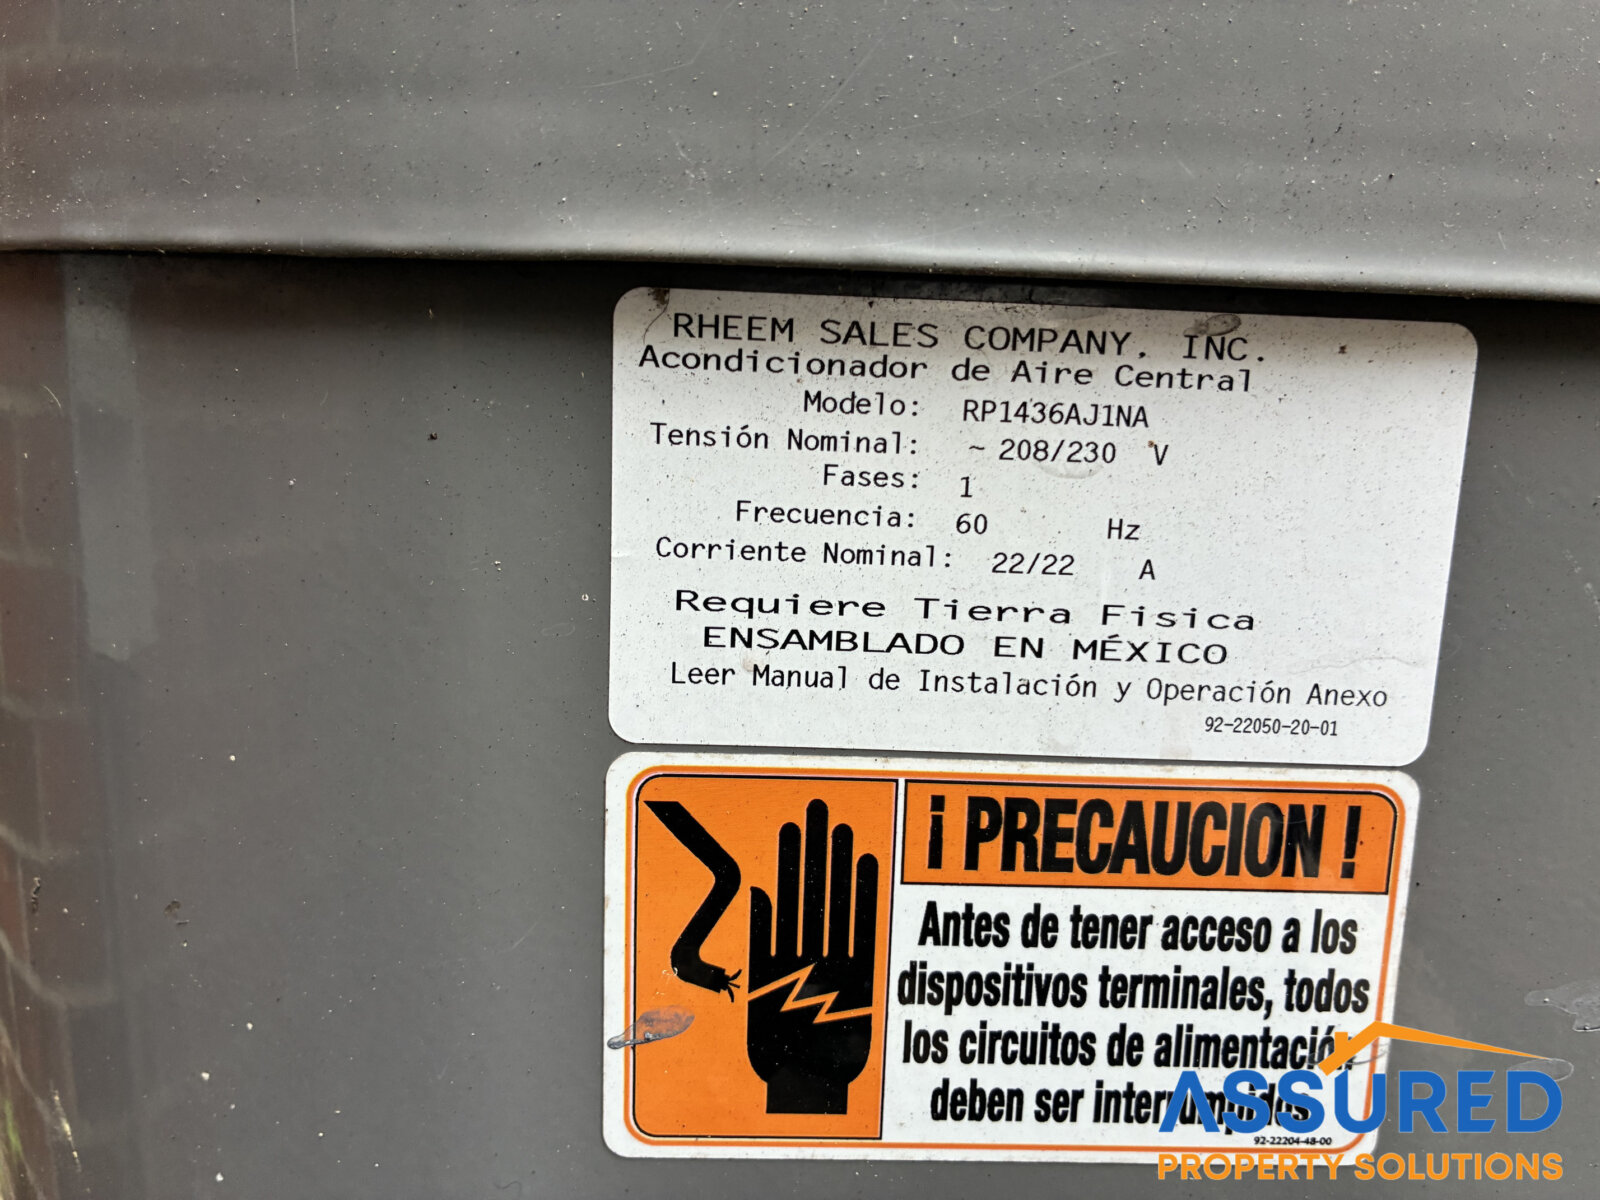 RHEEM SALES COMPANY, INC.
Acondicionador de Aire Central
Modelo: RP1436AJ1NA
Tensión Nominal: ~ 208/230 V
Fases: 1
Frecuencia: 60 Hz
Corriente Nominal: 22/22 A
Requiere Tierra Fisica
ENSAMBLADO EN MÉXICO
Leer Manual de Instalación y Operación Anexo
92-22050-20-01
¡ PRECAUCION !
Antes de tener acceso a los
dispositivos terminales, todos
los circuitos de alimentación
deben ser interrumpidos.
92-22204-48-00
ASSURED
PROPERTY SOLUTIONS